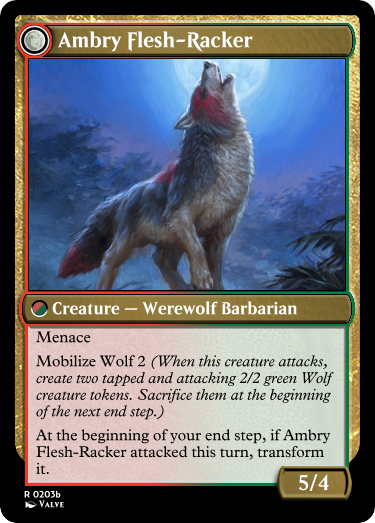 Ambry Flesh-Racker
Creature — Werewolf Barbarian
Menace
Mobilize Wolf 2 (When this creature attacks,
create two tapped and attacking 2/2 green Wolf
creature tokens. Sacrifice them at the beginning
of the next end step.)
At the beginning of your end step, if Ambry
Flesh-Racker attacked this turn, transform
it.
5/4
R 0203b
Valve